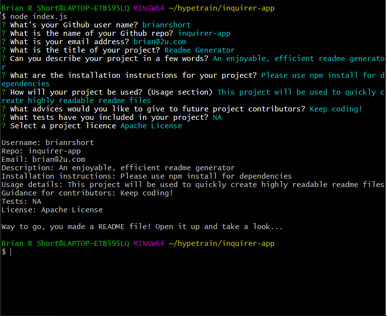 Brian R Short@LAPTOP-ETB595LQ MINGW64 ~/hypetrain/inquirer-app
$ node index.js
? What's your Github user name? brianrshort
? What is the name of your Github repo? inquirer-app
? What is your email address? brian@2u.com
? What is the title of your project? Readme Generator
? Can you describe your project in a few words? An enjoyable, efficient readme generato
r
? What are the installation instructions for your project? Please use npm install for d
ependencies
? How will your project be used? (Usage section) This project will be used to quickly c
reate highly readable readme files
? What advices would you like to give to future project contributors? Keep coding!
? What tests have you included in your project? NA
? Select a project licence Apache License
Username: brianrshort
Repo: inquirer-app
Email: brian@2u.com
Description: An enjoyable, efficient readme generator
Installation instructions: Please use npm install for dependencies
Usage details: This project will be used to quickly create highly readable readme files
Guidance for contributors: Keep coding!
Tests: NA
License: Apache License
Way to go, you made a README file! Open it up and take a look...
Brian R Short@LAPTOP-ETB595LQ MINGW64 ~/hypetrain/inquirer-app
$